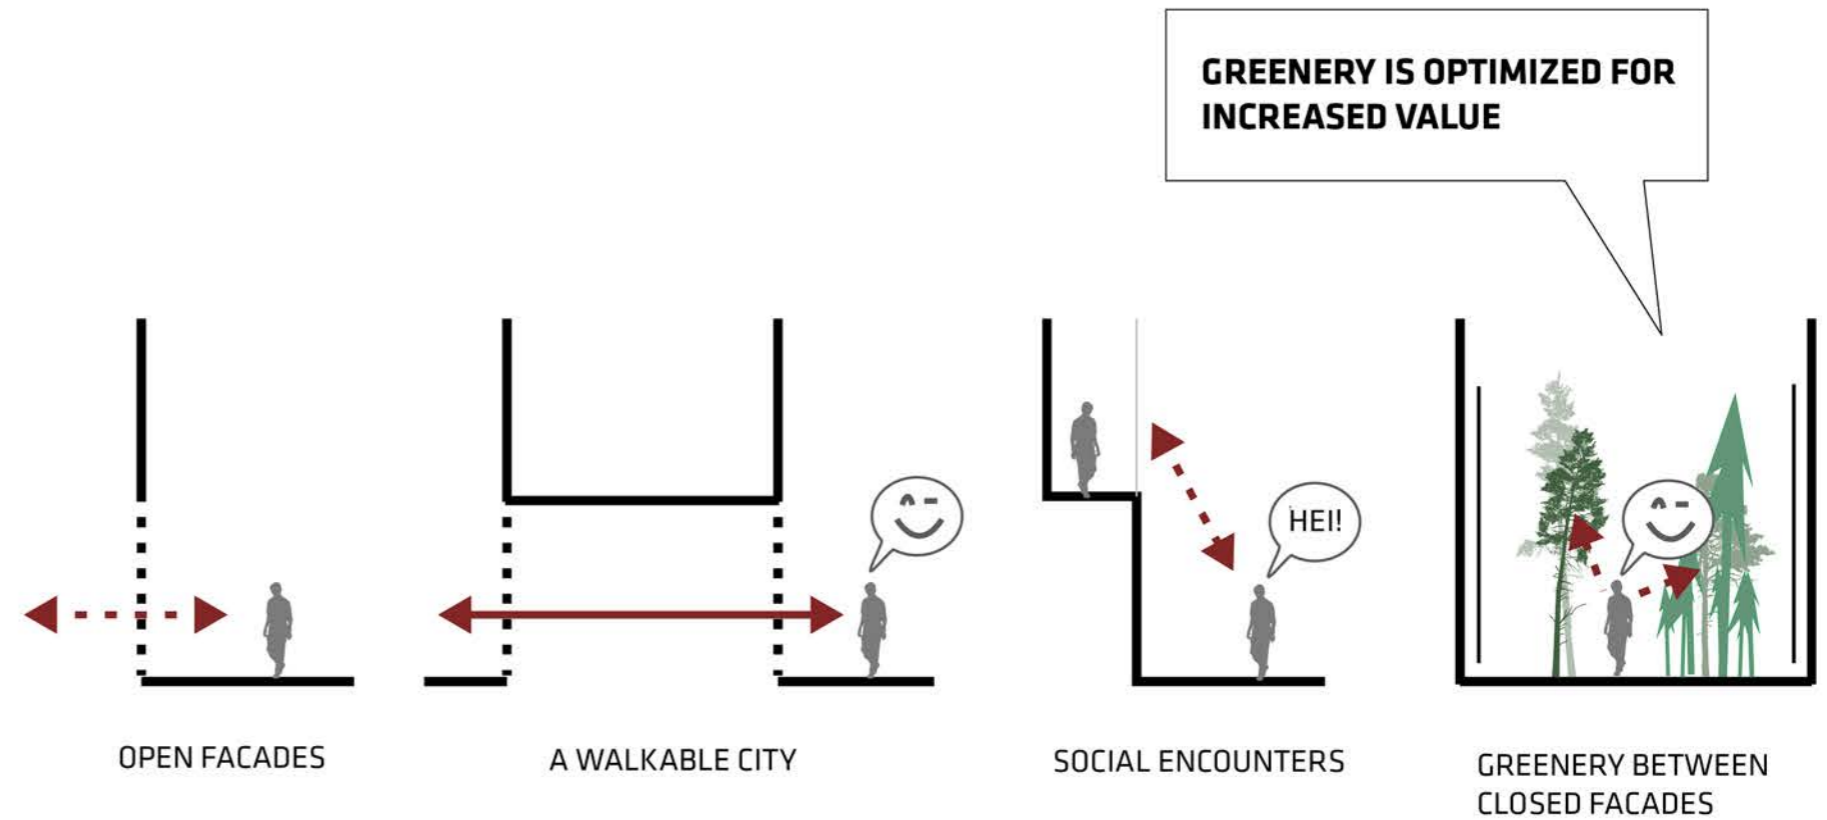 GREENERY IS OPTIMIZED FOR
INCREASED VALUE
HEI!
OPEN FACADES
A WALKABLE CITY
SOCIAL ENCOUNTERS
GREENERY BETWEEN
CLOSED FACADES